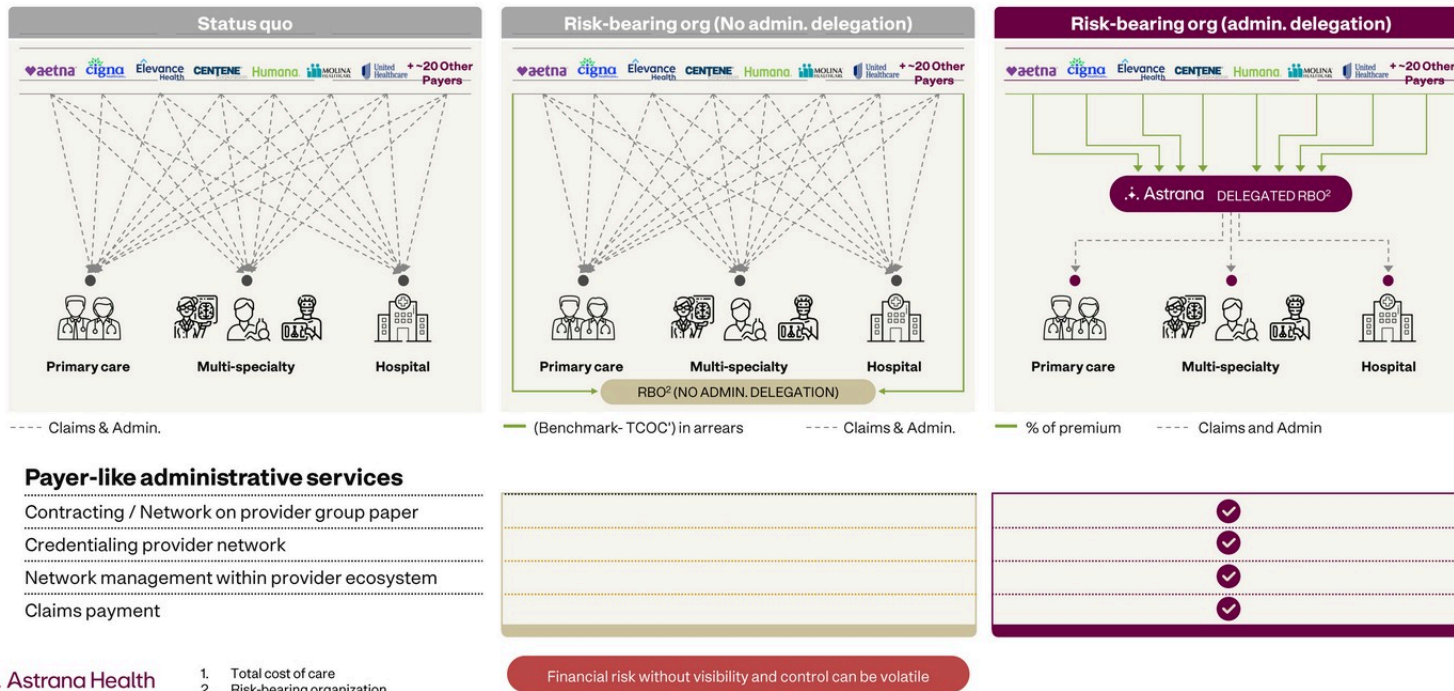 Status quo
aetna cigna healthcare Elevance Health CENTENE Humana MOLINA HEALTHCARE United Healthcare + ~20 Other Payers
Primary care
Multi-specialty
Hospital
---- Claims & Admin.
Risk-bearing org (No admin. delegation)
aetna cigna healthcare Elevance Health CENTENE Humana MOLINA HEALTHCARE United Healthcare + ~20 Other Payers
Primary care
Multi-specialty
Hospital
RBO² (NO ADMIN. DELEGATION)
(Benchmark- TCOC¹) in arrears
---- Claims & Admin.
Risk-bearing org (admin. delegation)
aetna cigna healthcare Elevance Health CENTENE Humana MOLINA HEALTHCARE United Healthcare + ~20 Other Payers
Astrana DELEGATED RBO²
Primary care
Multi-specialty
Hospital
% of premium
---- Claims and Admin
Payer-like administrative services
Contracting / Network on provider group paper
Credentialing provider network
Network management within provider ecosystem
Claims payment
Astrana Health
1. Total cost of care
2. Risk-bearing organization
Financial risk without visibility and control can be volatile